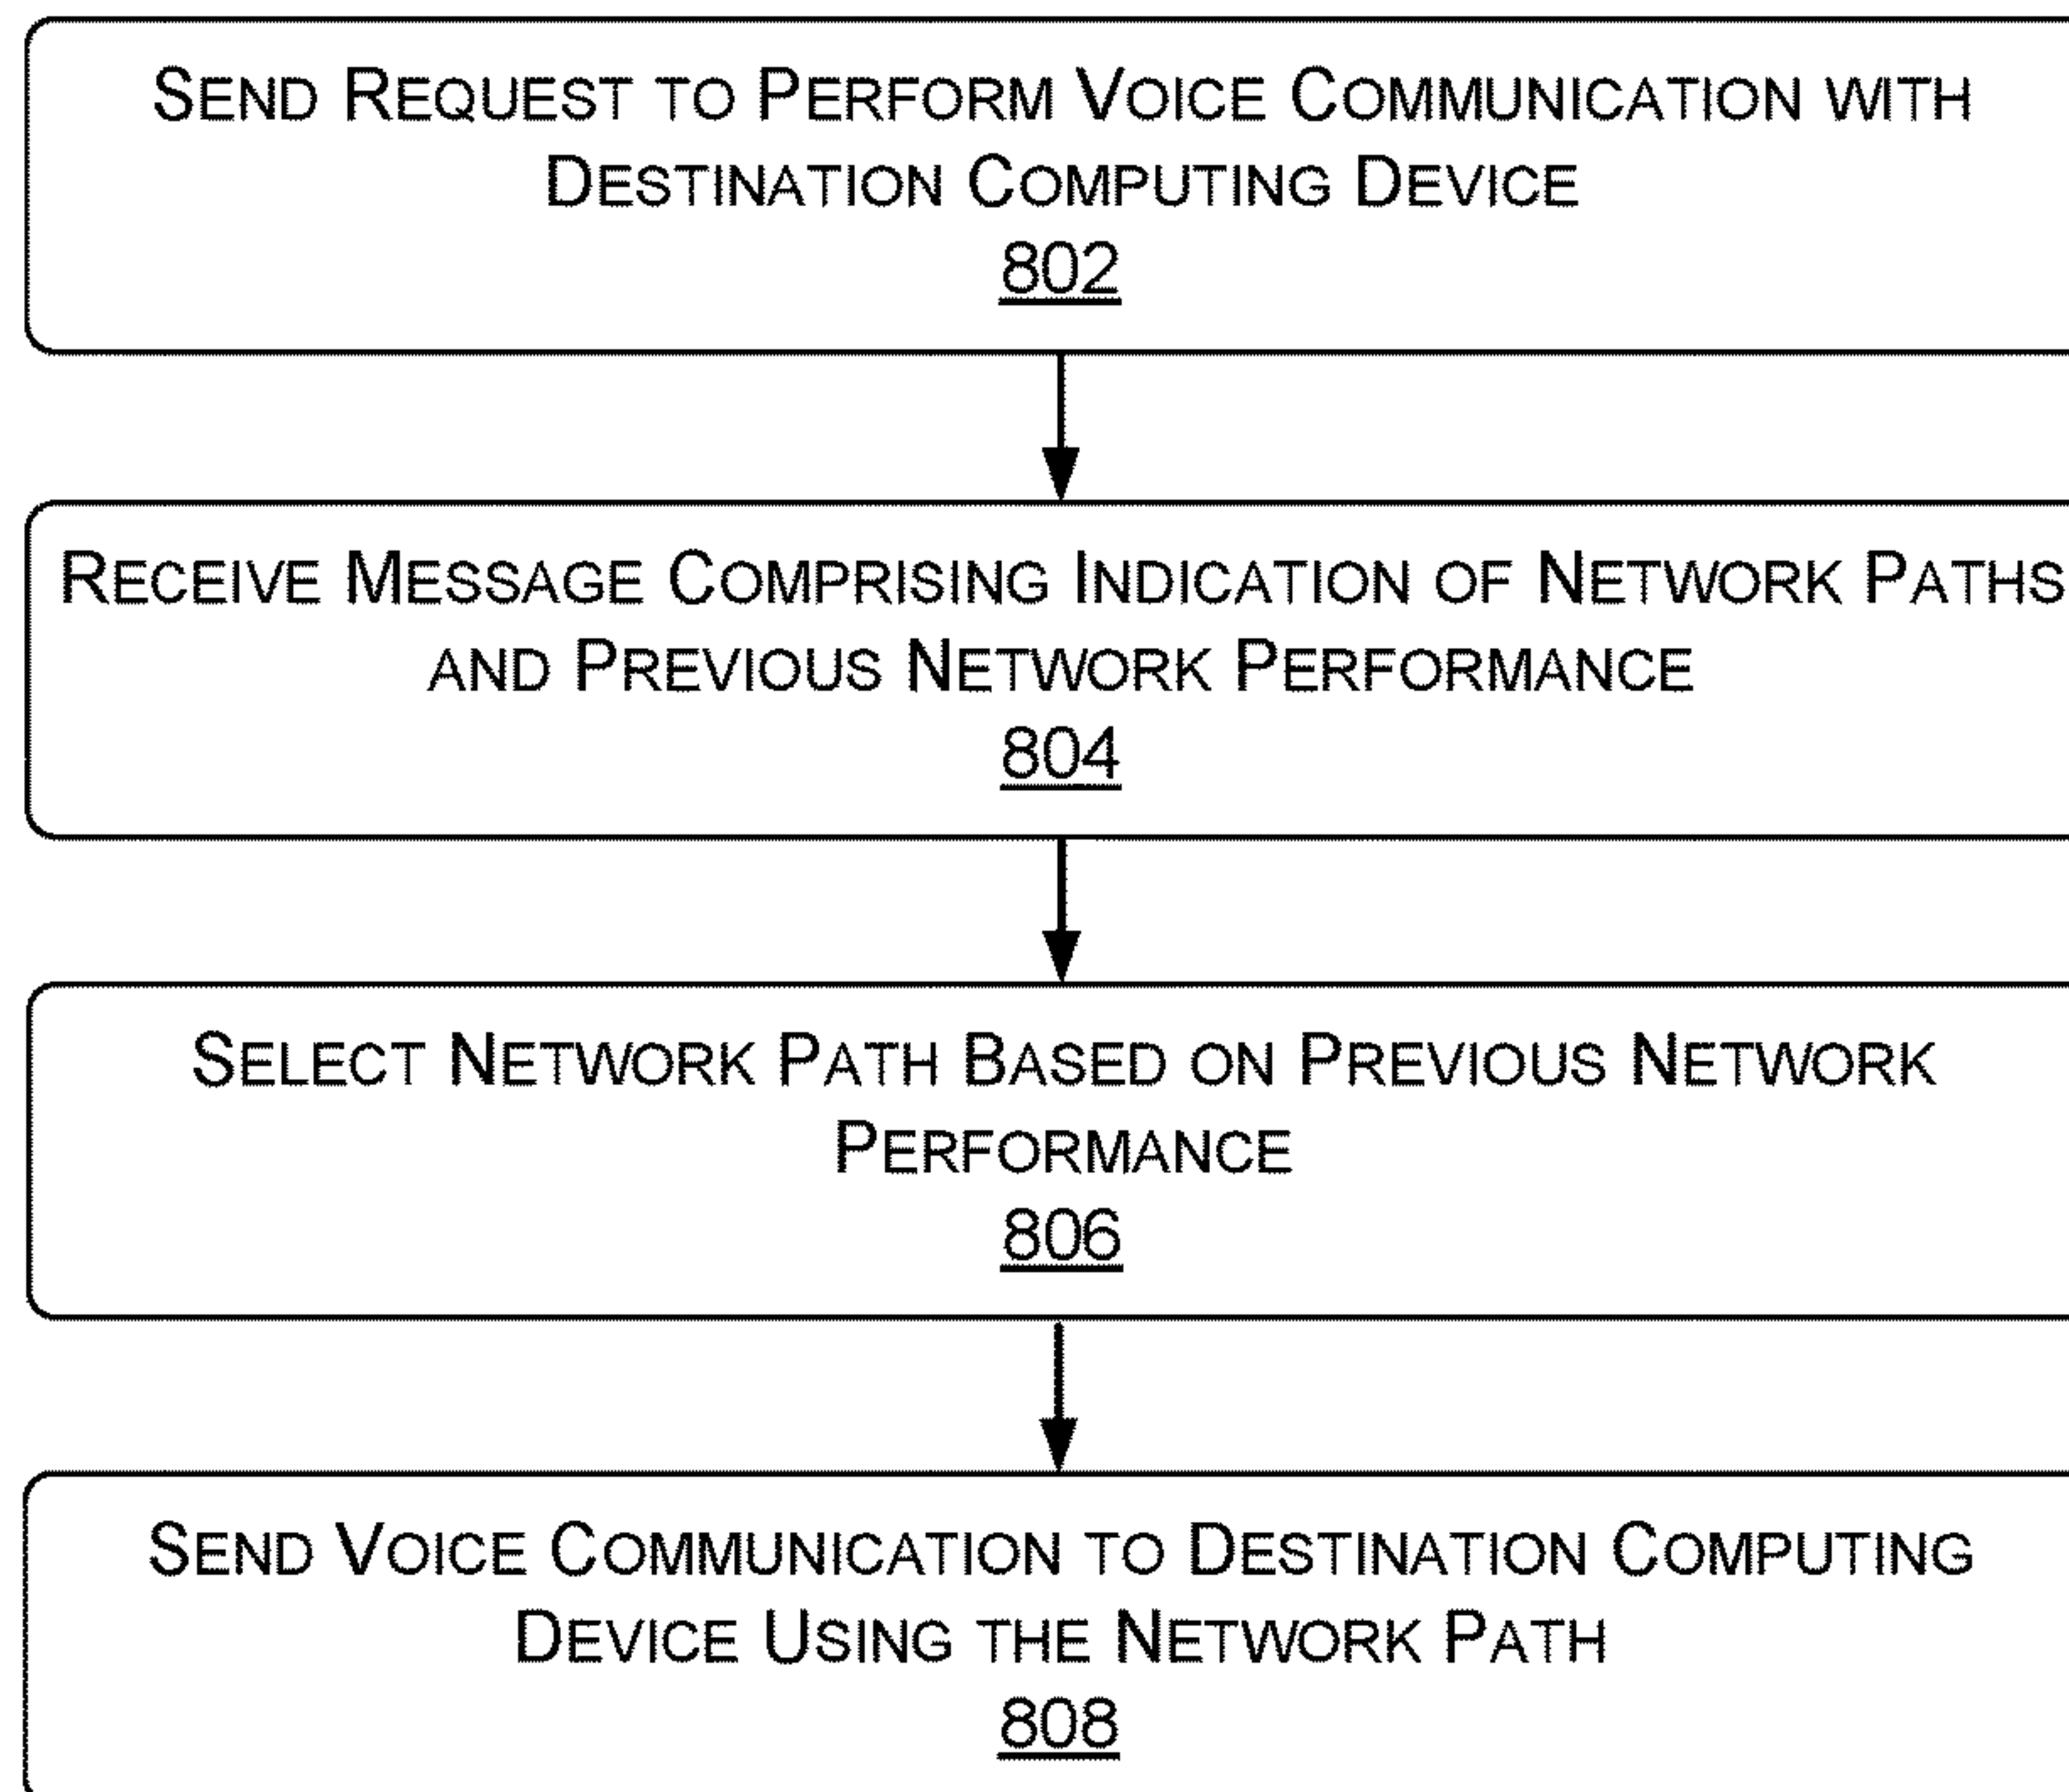 Send Request to Perform Voice Communication with
Destination Computing Device
802
Receive Message Comprising Indication of Network Paths
and Previous Network Performance
804
Select Network Path Based on Previous Network
Performance
806
Send Voice Communication to Destination Computing
Device Using the Network Path
808